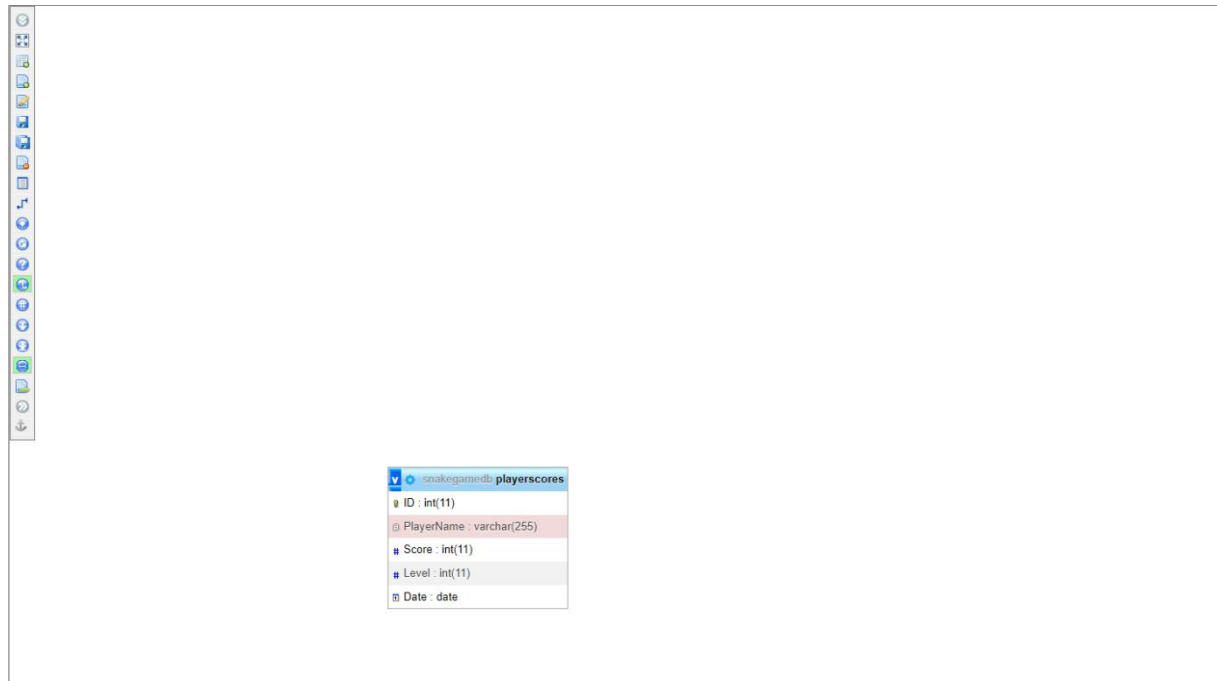 v snakegamedb playerscores
ID : int(11)
PlayerName : varchar(255)
# Score : int(11)
# Level : int(11)
Date : date